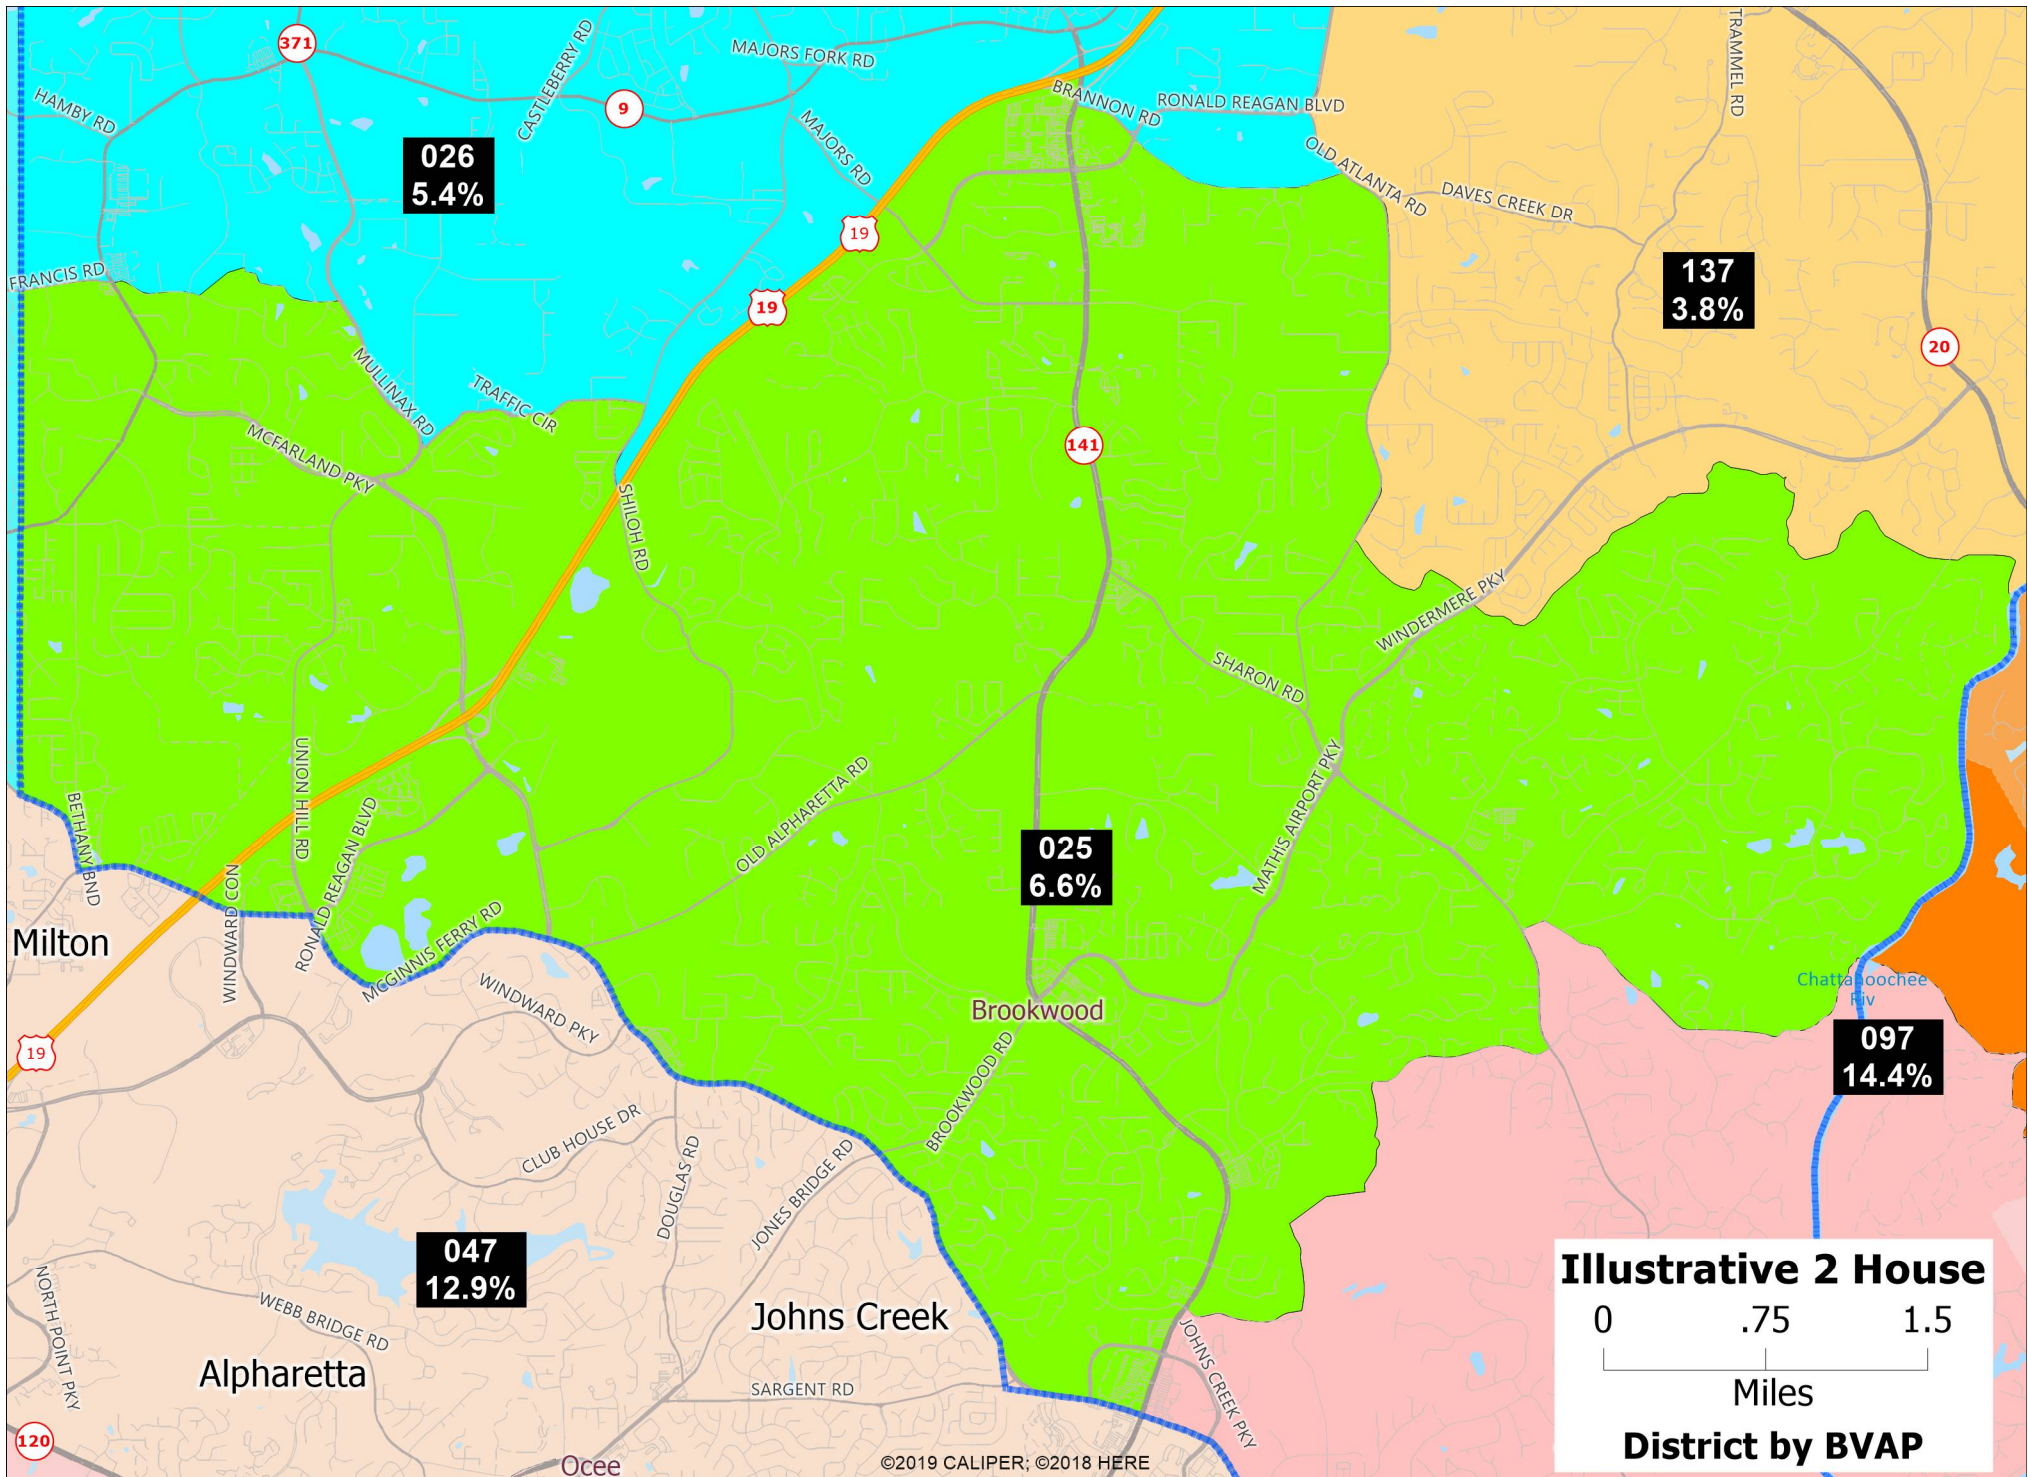 371
CASTLEBERRY RD
MAJORS FORK RD
TRAMMEL RD
HAMBY RD
9
BRANNON RD
RONALD REAGAN BLVD
026
5.4%
MAJORS RD
OLD ATLANTA RD
DAVES CREEK DR
19
FRANCIS RD
137
3.8%
19
20
MULLINAX RD
TRAFFIC CIR
MCFARLAND PKY
141
SHILOH RD
WINDERMERE PKY
SHARON RD
UNION HILL RD
BETHANY BND
RONALD REAGAN BLVD
OLD ALPHARETTA RD
MATHIS AIRPORT PKY
025
6.6%
WINDWARD CON
MCGINNIS FERRY RD
Milton
WINDWARD PKY
Chattahoochee
Riv
Brookwood
19
097
14.4%
BROOKWOOD RD
CLUB HOUSE DR
DOUGLAS RD
JONES BRIDGE RD
047
12.9%
NORTH POINT PKY
WEBB BRIDGE RD
Johns Creek
Alpharetta
SARGENT RD
JOHNS CREEK PKY
120
Ocee
©2019 CALIPER; ©2018 HERE
Illustrative 2 House
0 .75 1.5
Miles
District by BVAP